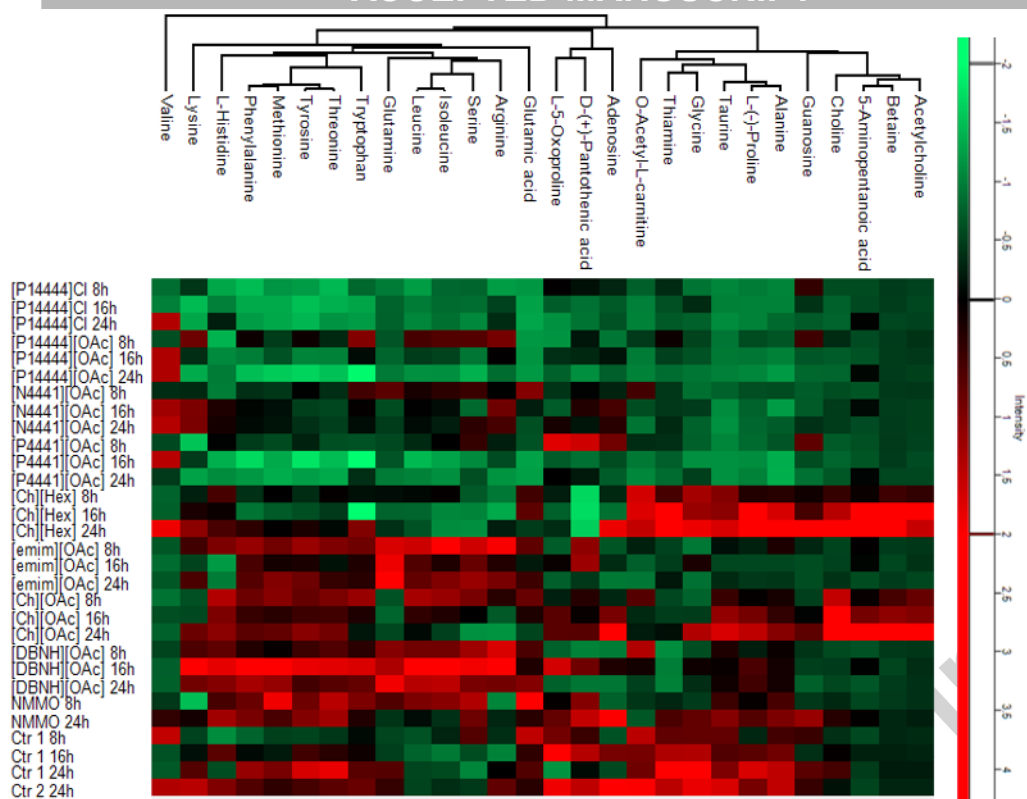 Valine
Lysine
L-Histidine
Phenylalanine
Methionine
Tyrosine
Threonine
Tryptophan
Glutamine
Leucine
Isoleucine
Serine
Arginine
Glutamic acid
L-5-Oxoproline
D-(+)-Pantothenic acid
Adenosine
O-Acetyl-L-carnitine
Thiamine
Glycine
Taurine
L-(-)-Proline
Alanine
Guanosine
Choline
5-Aminopentanoic acid
Betaine
Acetylcholine
-2
-1.5
-1
-0.5
0
0.5
1
1.5
2
2.5
3
3.5
4
Intensity
[P14444]Cl 8h
[P14444]Cl 16h
[P14444]Cl 24h
[P14444][OAc] 8h
[P14444][OAc] 16h
[P14444][OAc] 24h
[N4441][OAc] 8h
[N4441][OAc] 16h
[N4441][OAc] 24h
[P4441][OAc] 8h
[P4441][OAc] 16h
[P4441][OAc] 24h
[Ch][Hex] 8h
[Ch][Hex] 16h
[Ch][Hex] 24h
[emim][OAc] 8h
[emim][OAc] 16h
[emim][OAc] 24h
[Ch][OAc] 8h
[Ch][OAc] 16h
[Ch][OAc] 24h
[DBNH][OAc] 8h
[DBNH][OAc] 16h
[DBNH][OAc] 24h
NMMO 8h
NMMO 24h
Ctr 1 8h
Ctr 1 16h
Ctr 1 24h
Ctr 2 24h